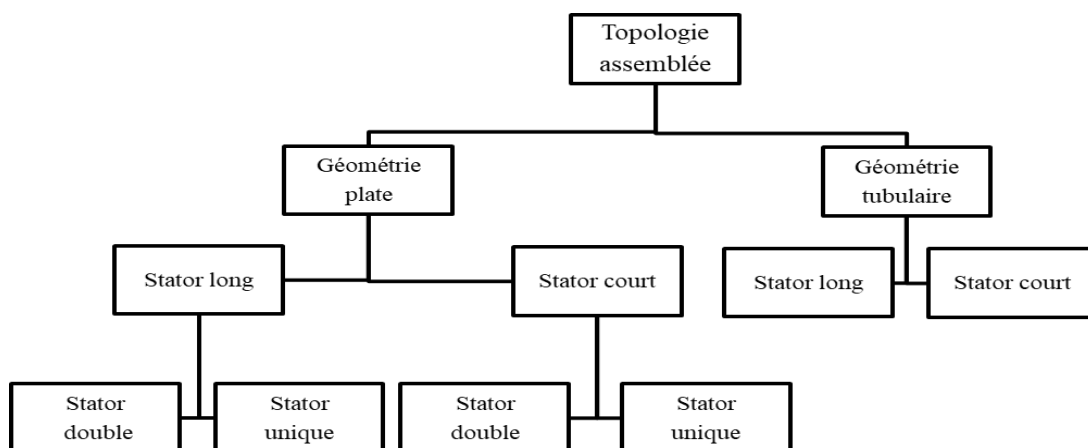 Topologie
assemblée
Géométrie
plate
Géométrie
tubulaire
Stator long
Stator court
Stator long
Stator court
Stator
double
Stator
unique
Stator
double
Stator
unique